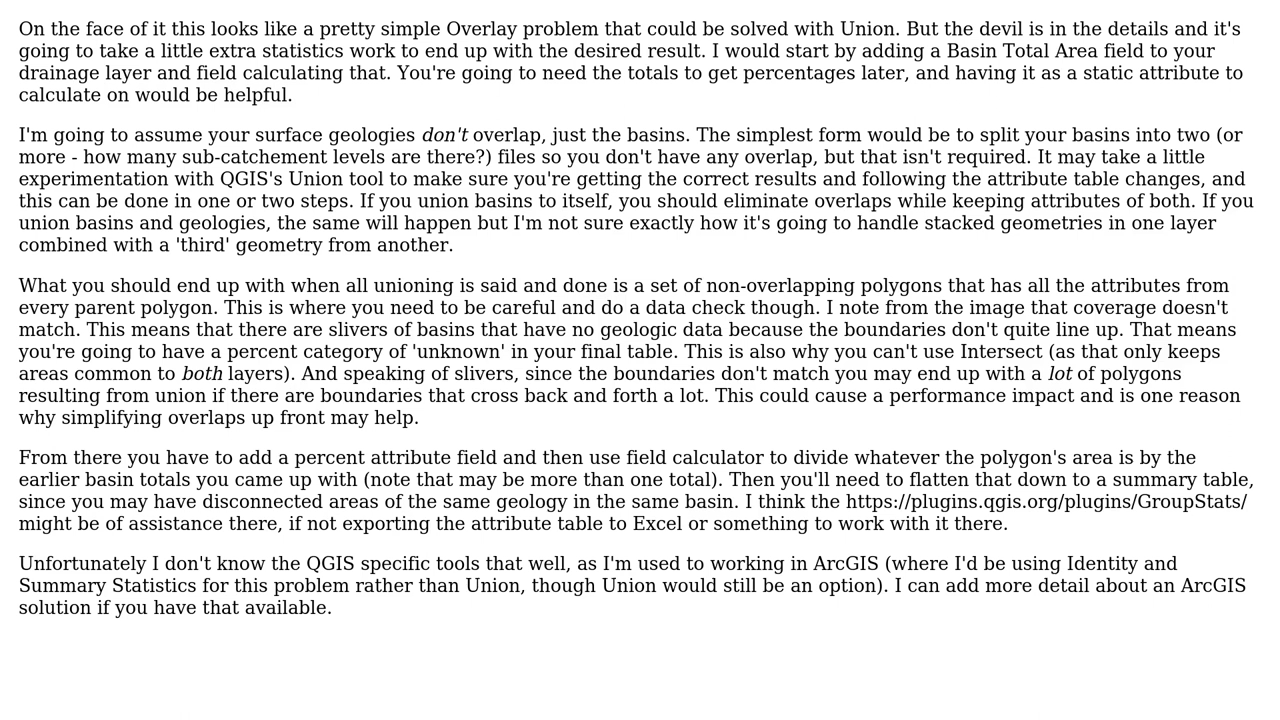 On the face of it this looks like a pretty simple Overlay problem that could be solved with Union. But the devil is in the details and it's
going to take a little extra statistics work to end up with the desired result. I would start by adding a Basin Total Area field to your
drainage layer and field calculating that. You're going to need the totals to get percentages later, and having it as a static attribute to
calculate on would be helpful.
I'm going to assume your surface geologies don't overlap, just the basins. The simplest form would be to split your basins into two (or
more - how many sub-catchement levels are there?) files so you don't have any overlap, but that isn't required. It may take a little
experimentation with QGIS's Union tool to make sure you're getting the correct results and following the attribute table changes, and
this can be done in one or two steps. If you union basins to itself, you should eliminate overlaps while keeping attributes of both. If you
union basins and geologies, the same will happen but I'm not sure exactly how it's going to handle stacked geometries in one layer
combined with a 'third' geometry from another.
What you should end up with when all unioning is said and done is a set of non-overlapping polygons that has all the attributes from
every parent polygon. This is where you need to be careful and do a data check though. I note from the image that coverage doesn't
match. This means that there are slivers of basins that have no geologic data because the boundaries don't quite line up. That means
you're going to have a percent category of 'unknown' in your final table. This is also why you can't use Intersect (as that only keeps
areas common to both layers). And speaking of slivers, since the boundaries don't match you may end up with a lot of polygons
resulting from union if there are boundaries that cross back and forth a lot. This could cause a performance impact and is one reason
why simplifying overlaps up front may help.
From there you have to add a percent attribute field and then use field calculator to divide whatever the polygon's area is by the
earlier basin totals you came up with (note that may be more than one total). Then you'll need to flatten that down to a summary table,
since you may have disconnected areas of the same geology in the same basin. I think the https://plugins.qgis.org/plugins/GroupStats/
might be of assistance there, if not exporting the attribute table to Excel or something to work with it there.
Unfortunately I don't know the QGIS specific tools that well, as I'm used to working in ArcGIS (where I'd be using Identity and
Summary Statistics for this problem rather than Union, though Union would still be an option). I can add more detail about an ArcGIS
solution if you have that available.